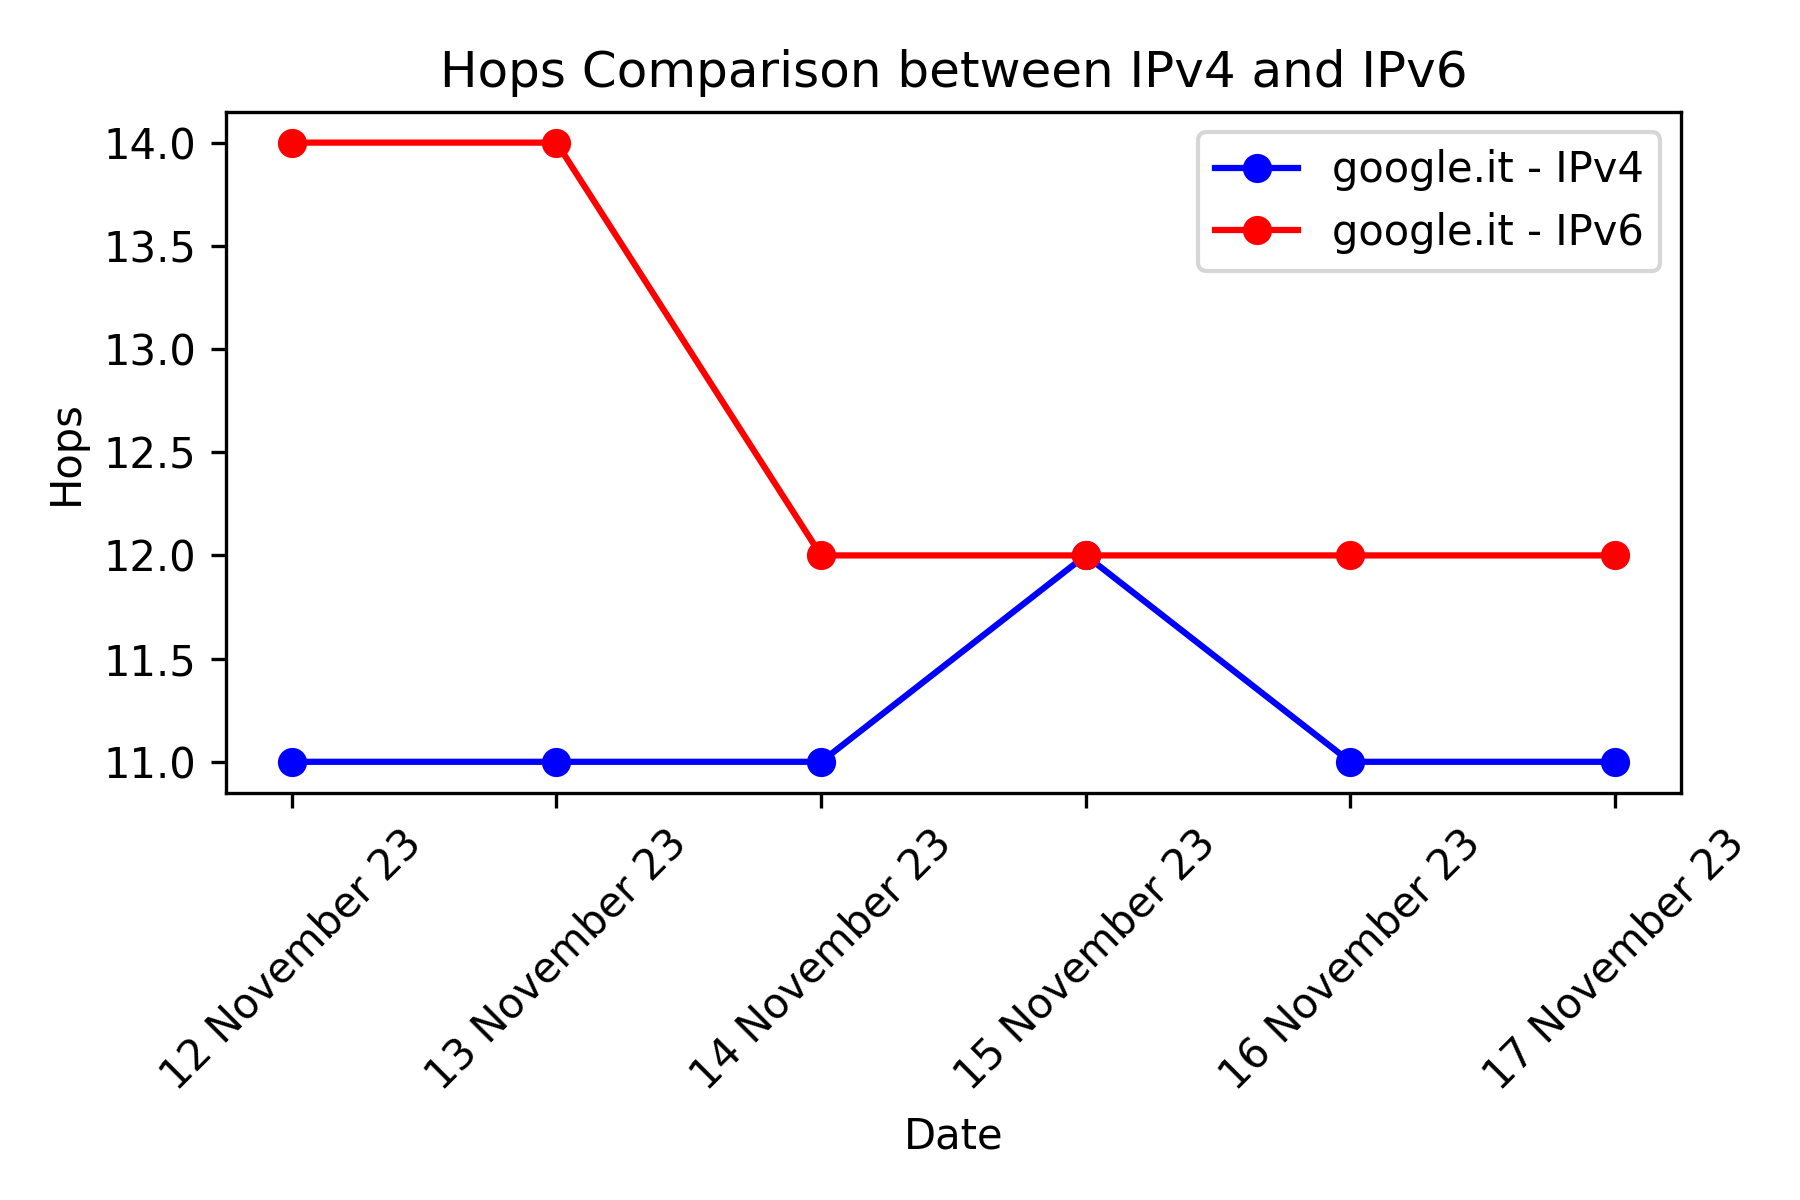 Hops Comparison between IPv4 and IPv6
google.it - IPv4
google.it - IPv6
14.0
13.5
13.0
12.5
12.0
11.5
11.0
Hops
12 November 23
13 November 23
14 November 23
15 November 23
16 November 23
17 November 23
Date